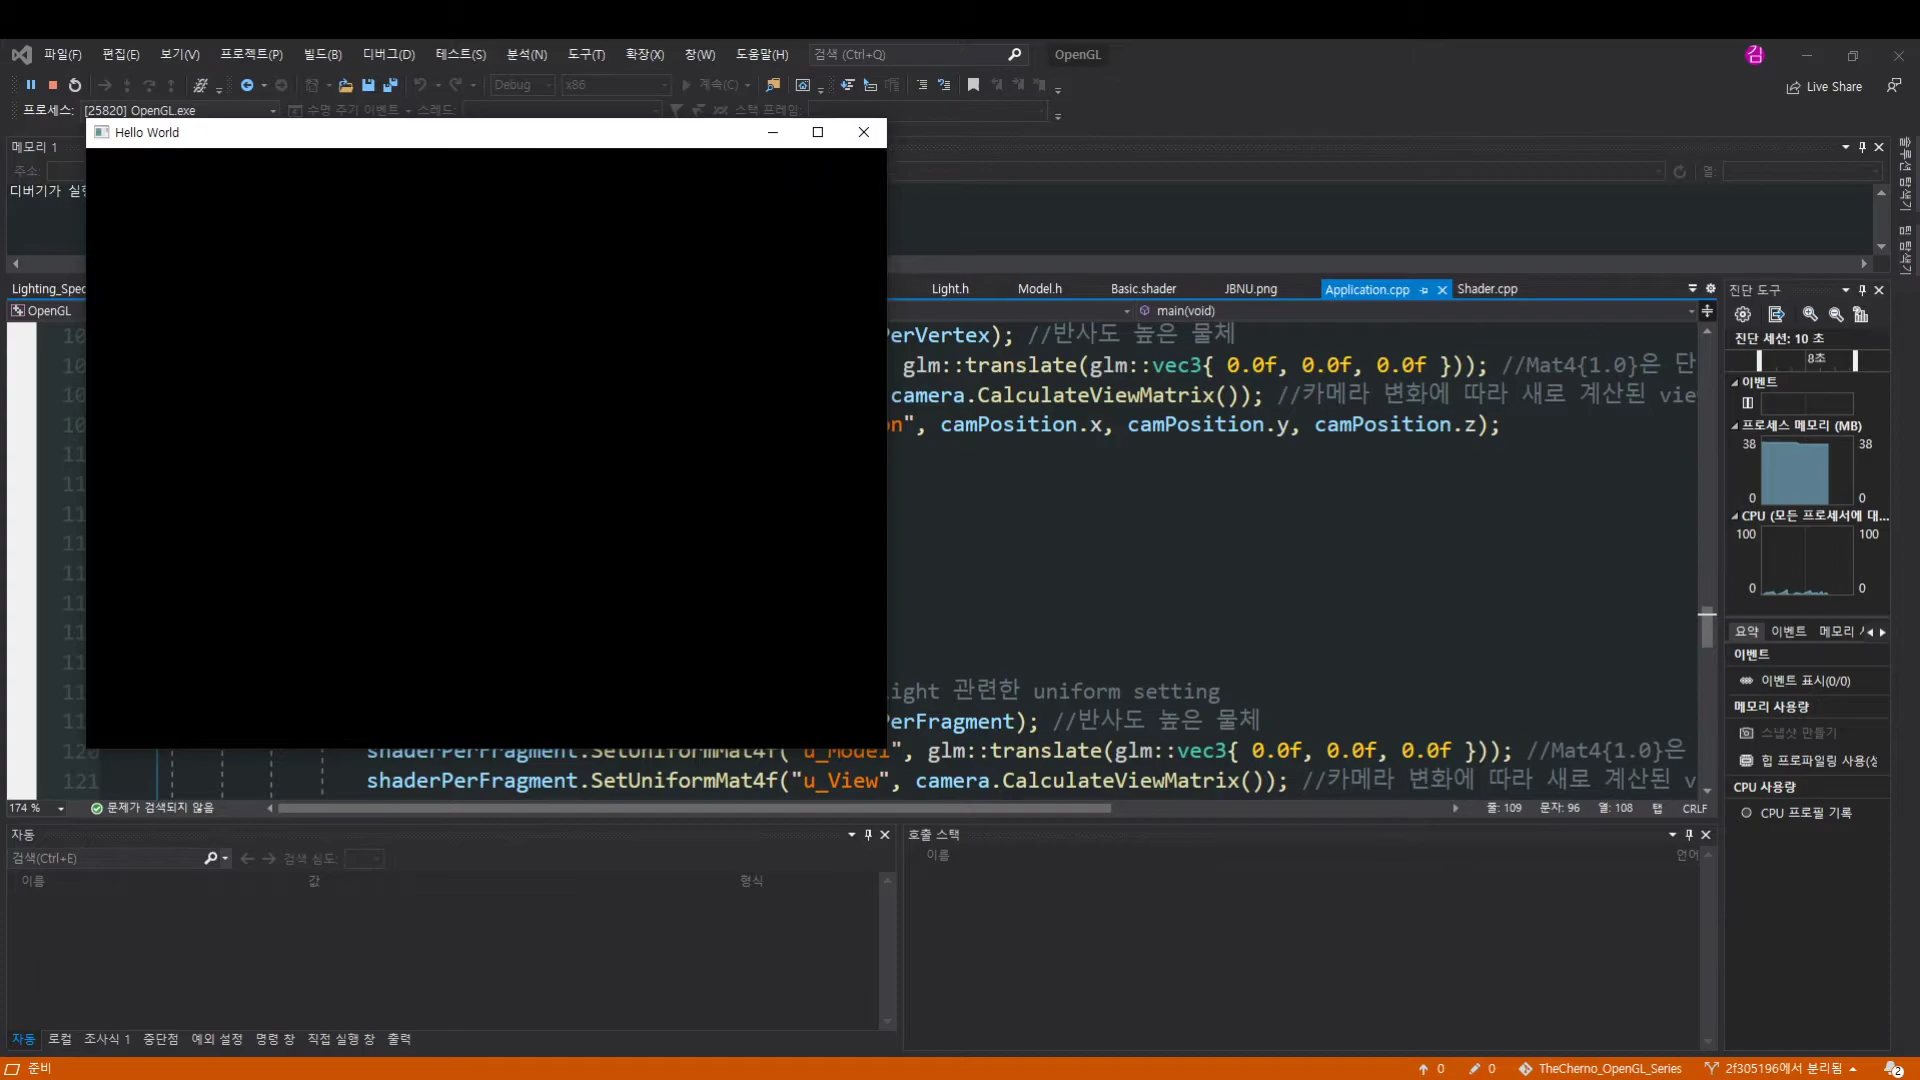 파일(F) 편집(E) 보기(V) 프로젝트(P) 빌드(B) 디버그(D) 테스트(S) 분석(N) 도구(T) 확장(X) 창(W) 도움말(H) 검색 (Ctrl+Q) OpenGL 김
Debug x86 계속(C) Live Share
프로세스: [25820] OpenGL.exe 수명 주기 이벤트 스레드: 스택 프레임:
Hello World
메모리 1
주소: 열:
디버기가
솔루션 탐색기
팀 탐색기
Light.h Model.h Basic.shader JBNU.png Application.cpp Shader.cpp
OpenGL main(void)
erVertex); //반사도 높은 물체
glm::translate(glm::vec3{ 0.0f, 0.0f, 0.0f })); //Mat4{1.0}은 단
camera.CalculateViewMatrix()); //카메라 변화에 따라 새로 계산된
n", camPosition.x, camPosition.y, camPosition.z);
ight 관련한 uniform setting
erFragment); //반사도 높은 물체
120 shaderPerFragment.SetUniformMat4f("u_Model", glm::translate(glm::vec3{ 0.0f, 0.0f, 0.0f })); //Mat4{1.0}은
121 shaderPerFragment.SetUniformMat4f("u_View", camera.CalculateViewMatrix()); //카메라 변화에 따라 새로 계산된
174 % 문제가 검색되지 않음 줄: 109 문자: 96 열: 108 탭 CRLF
진단 도구
진단 세션: 10 초
8초
이벤트
프로세스 메모리 (MB)
38 38
0 0
CPU (모든 프로세서에 대...
100 100
0 0
요약 이벤트 메모리
이벤트
이벤트 표시(0/0)
메모리 사용량
스냅샷 만들기
힙 프로파일링 사용
CPU 사용량
CPU 프로필 기록
자동
검색(Ctrl+E) 검색 심도:
이름 값 형식
호출 스택
이름 언어
자동 로컬 조사식 1 중단점 예외 설정 명령 창 직접 실행 창 출력
준비 0 0 TheCherno_OpenGL_Series 2f305196에서 분리됨 2